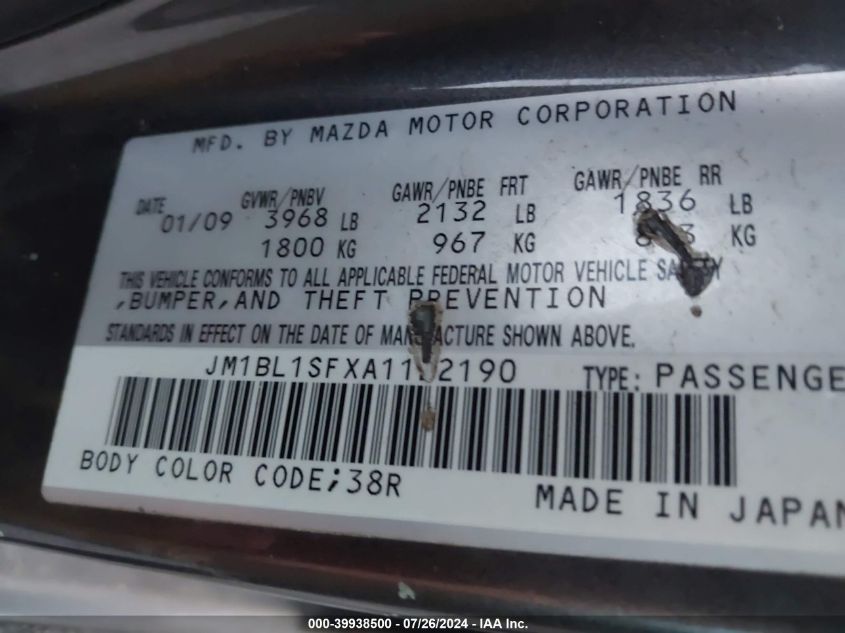 MFD. BY MAZDA MOTOR CORPORATION
DATE GVWR/PNBV GAWR/PNBE FRT GAWR/PNBE RR
01/09 3968 LB 2132 LB 1836 LB
1800 KG 967 KG KG
THIS VEHICLE CONFORMS TO ALL APPLICABLE FEDERAL MOTOR VEHICLE SAFETY
,BUMPER,AND THEFT PREVENTION
STANDARDS IN EFFECT ON THE DATE OF MANUFACTURE SHOWN ABOVE.
TYPE: PASSENGE
BODY COLOR CODE;38R
MADE IN JAPAN
000-39938500 / 07/26/2024 - IAA Inc.